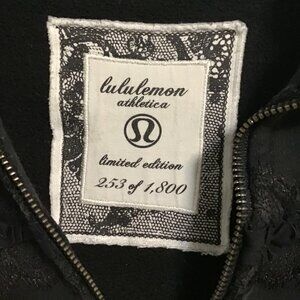 lululemon
athletica
limited edition
253 of 1,800